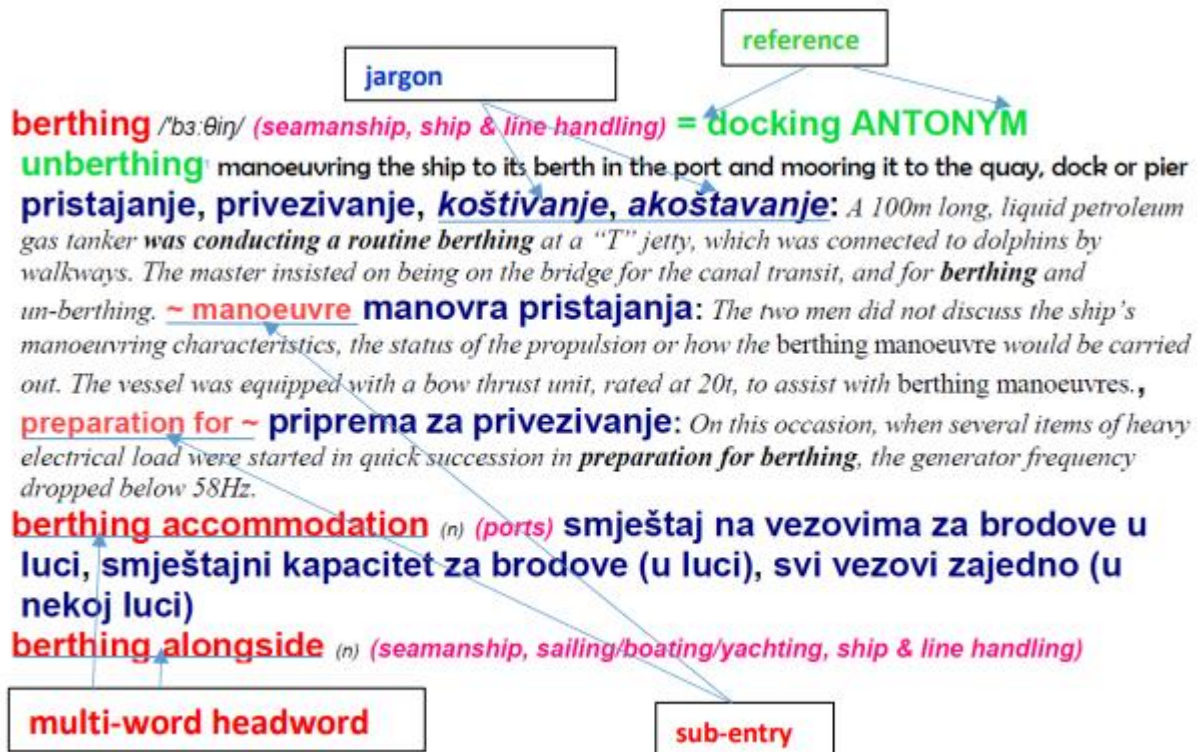 reference
jargon
berthing /'bɜ:θiŋ/ (seamanship, ship & line handling) = docking ANTONYM
unberthing manoeuvring the ship to its berth in the port and mooring it to the quay, dock or pier
pristajanje, privezivanje, koštivanje, akoštavanje: A 100m long, liquid petroleum
gas tanker was conducting a routine berthing at a “T” jetty, which was connected to dolphins by
walkways. The master insisted on being on the bridge for the canal transit, and for berthing and
un-berthing. ~ manoeuvre manovra pristajanja: The two men did not discuss the ship’s
manoeuvring characteristics, the status of the propulsion or how the berthing manoeuvre would be carried
out. The vessel was equipped with a bow thrust unit, rated at 20t, to assist with berthing manoeuvres.,
preparation for ~ priprema za privezivanje: On this occasion, when several items of heavy
electrical load were started in quick succession in preparation for berthing, the generator frequency
dropped below 58Hz.
berthing accommodation (n) (ports) smještaj na vezovima za brodove u
luci, smještajni kapacitet za brodove (u luci), svi vezovi zajedno (u
nekoj luci)
berthing alongside (n) (seamanship, sailing/boating/yachting, ship & line handling)
multi-word headword
sub-entry